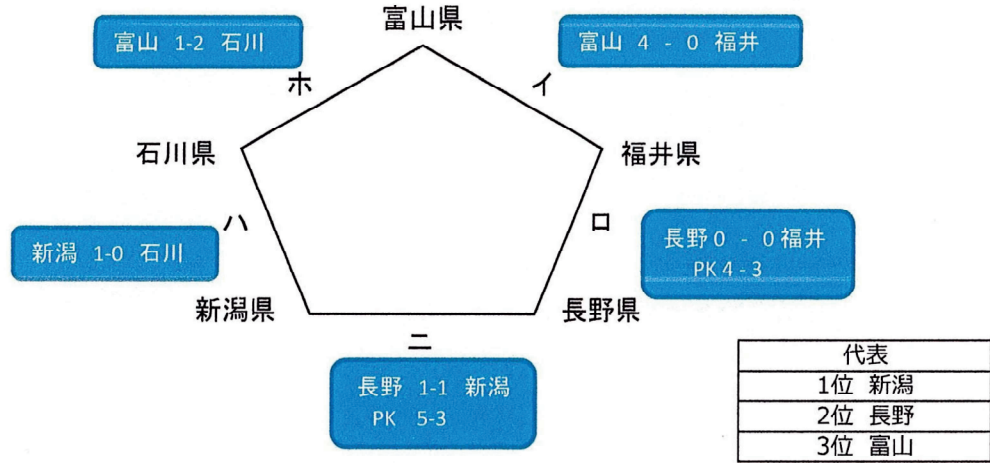 富山県
富山 1-2 石川
富山 4 - 0 福井
ホ
イ
石川県
福井県
ハ
ロ
新潟 1-0 石川
長野0 - 0福井
PK 4 - 3
新潟県
長野県
ニ
長野 1-1 新潟
PK 5-3
代表
1位 新潟
2位 長野
3位 富山